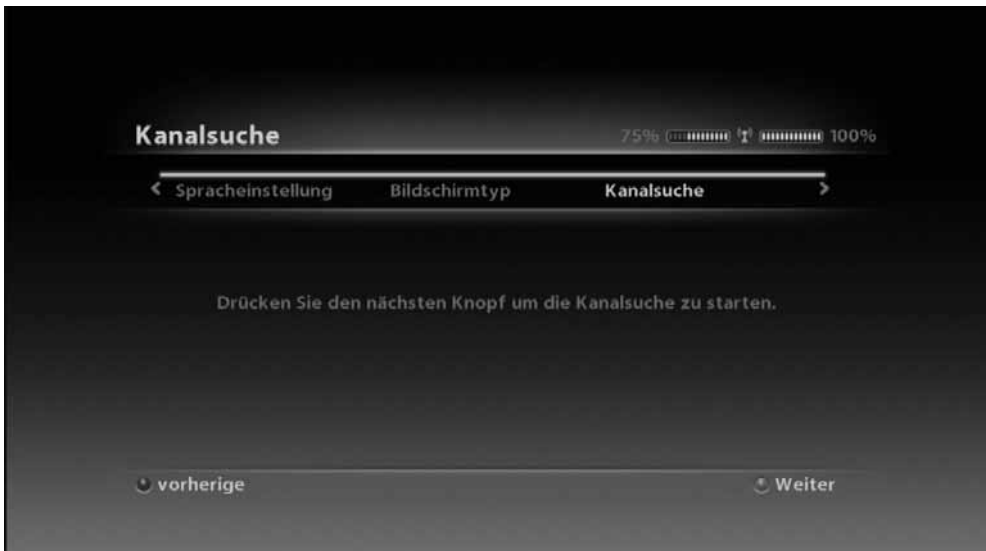 Kanalsuche 75% 100%
< Spracheinstellung Bildschirmtyp Kanalsuche >
Drücken Sie den nächsten Knopf um die Kanalsuche zu starten.
vorherige Weiter